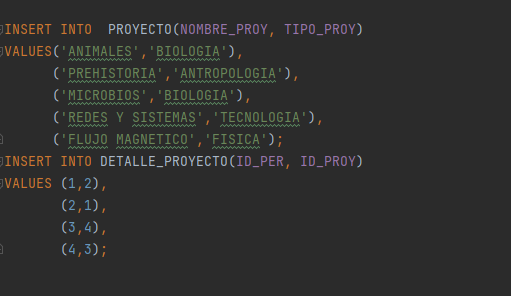 INSERT INTO  PROYECTO(NOMBRE_PROY, TIPO_PROY)
VALUES('ANIMALES','BIOLOGIA'),
      ('PREHISTORIA','ANTROPOLOGIA'),
      ('MICROBIOS','BIOLOGIA'),
      ('REDES Y SISTEMAS','TECNOLOGIA'),
      ('FLUJO MAGNETICO','FISICA');
INSERT INTO DETALLE_PROYECTO(ID_PER, ID_PROY)
VALUES (1,2),
       (2,1),
       (3,4),
       (4,3);